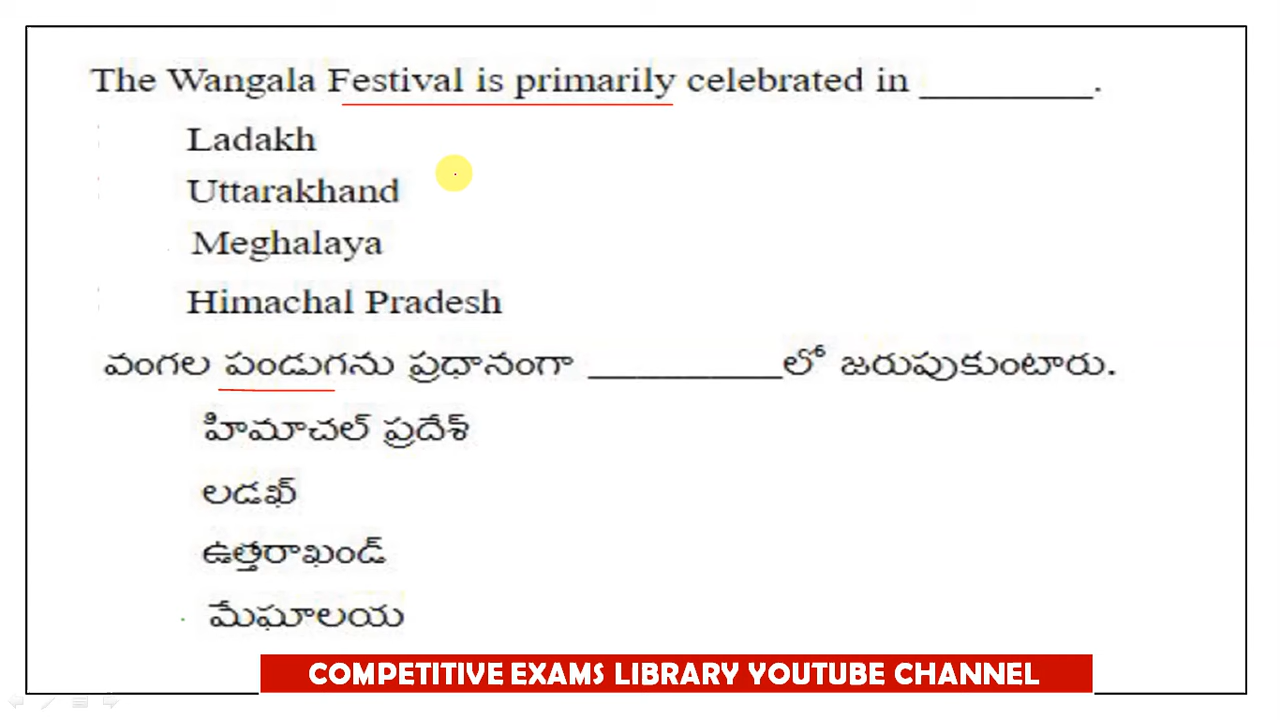 The Wangala Festival is primarily celebrated in _________.
Ladakh
Uttarakhand
Meghalaya
Himachal Pradesh
వంగల పండుగను ప్రధానంగా __________లో జరుపుకుంటారు.
హిమాచల్ ప్రదేశ్
లడఖ్
ఉత్తరాఖండ్
మేఘాలయ
COMPETITIVE EXAMS LIBRARY YOUTUBE CHANNEL